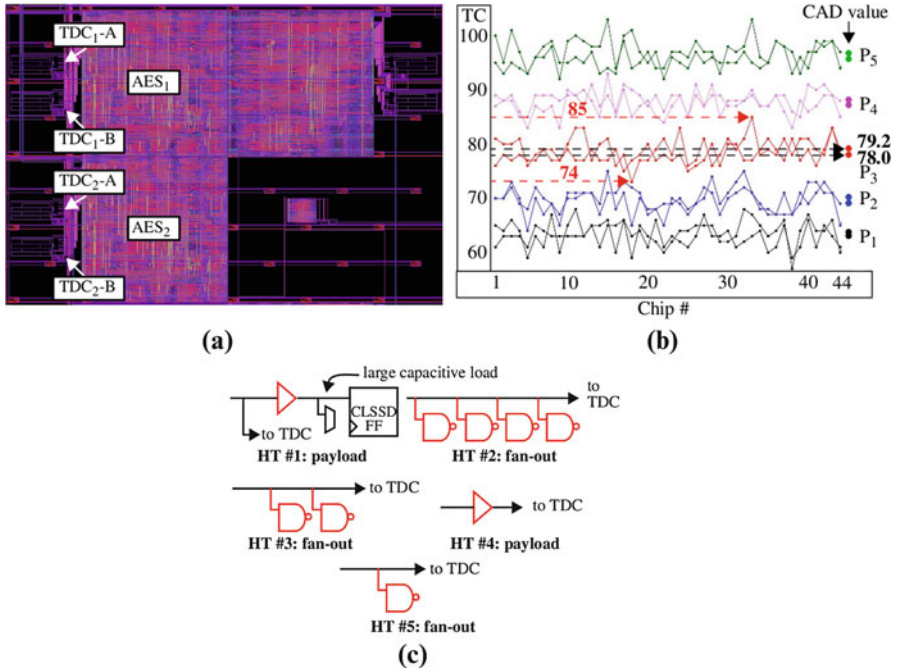 TDC1-A
AES1
TDC1-B
TDC2-A
AES2
TDC2-B
(a)
TC
CAD value
100
90
80
70
60
85
74
79.2
78.0
P5
P4
P3
P2
P1
1 10 20 30 40 44
Chip #
(b)
large capacitive load
to TDC
CLSSD
FF
HT #1: payload
to
TDC
HT #2: fan-out
to TDC
HT #3: fan-out
to TDC
HT #4: payload
to TDC
HT #5: fan-out
(c)